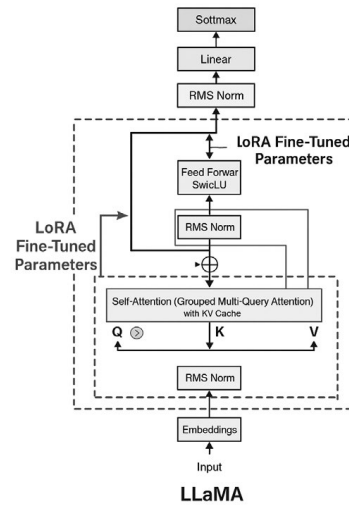 Sottmax
Linear
RMS Norm
LoRA Fine-Tuned
Parameters
Feed Forwar
SwicLU
LoRA
Fine-Tuned
Parameters
RMS Norm
Self-Attention (Grouped Multi-Query Attention)
with KV Cache
Q K V
RMS Norm
Embeddings
Input
LLaMA